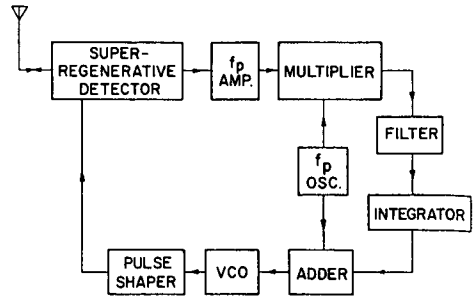 SUPER-
REGENERATIVE
DETECTOR
fp
AMP.
MULTIPLIER
FILTER
fp
OSC.
INTEGRATOR
PULSE
SHAPER
VCO
ADDER